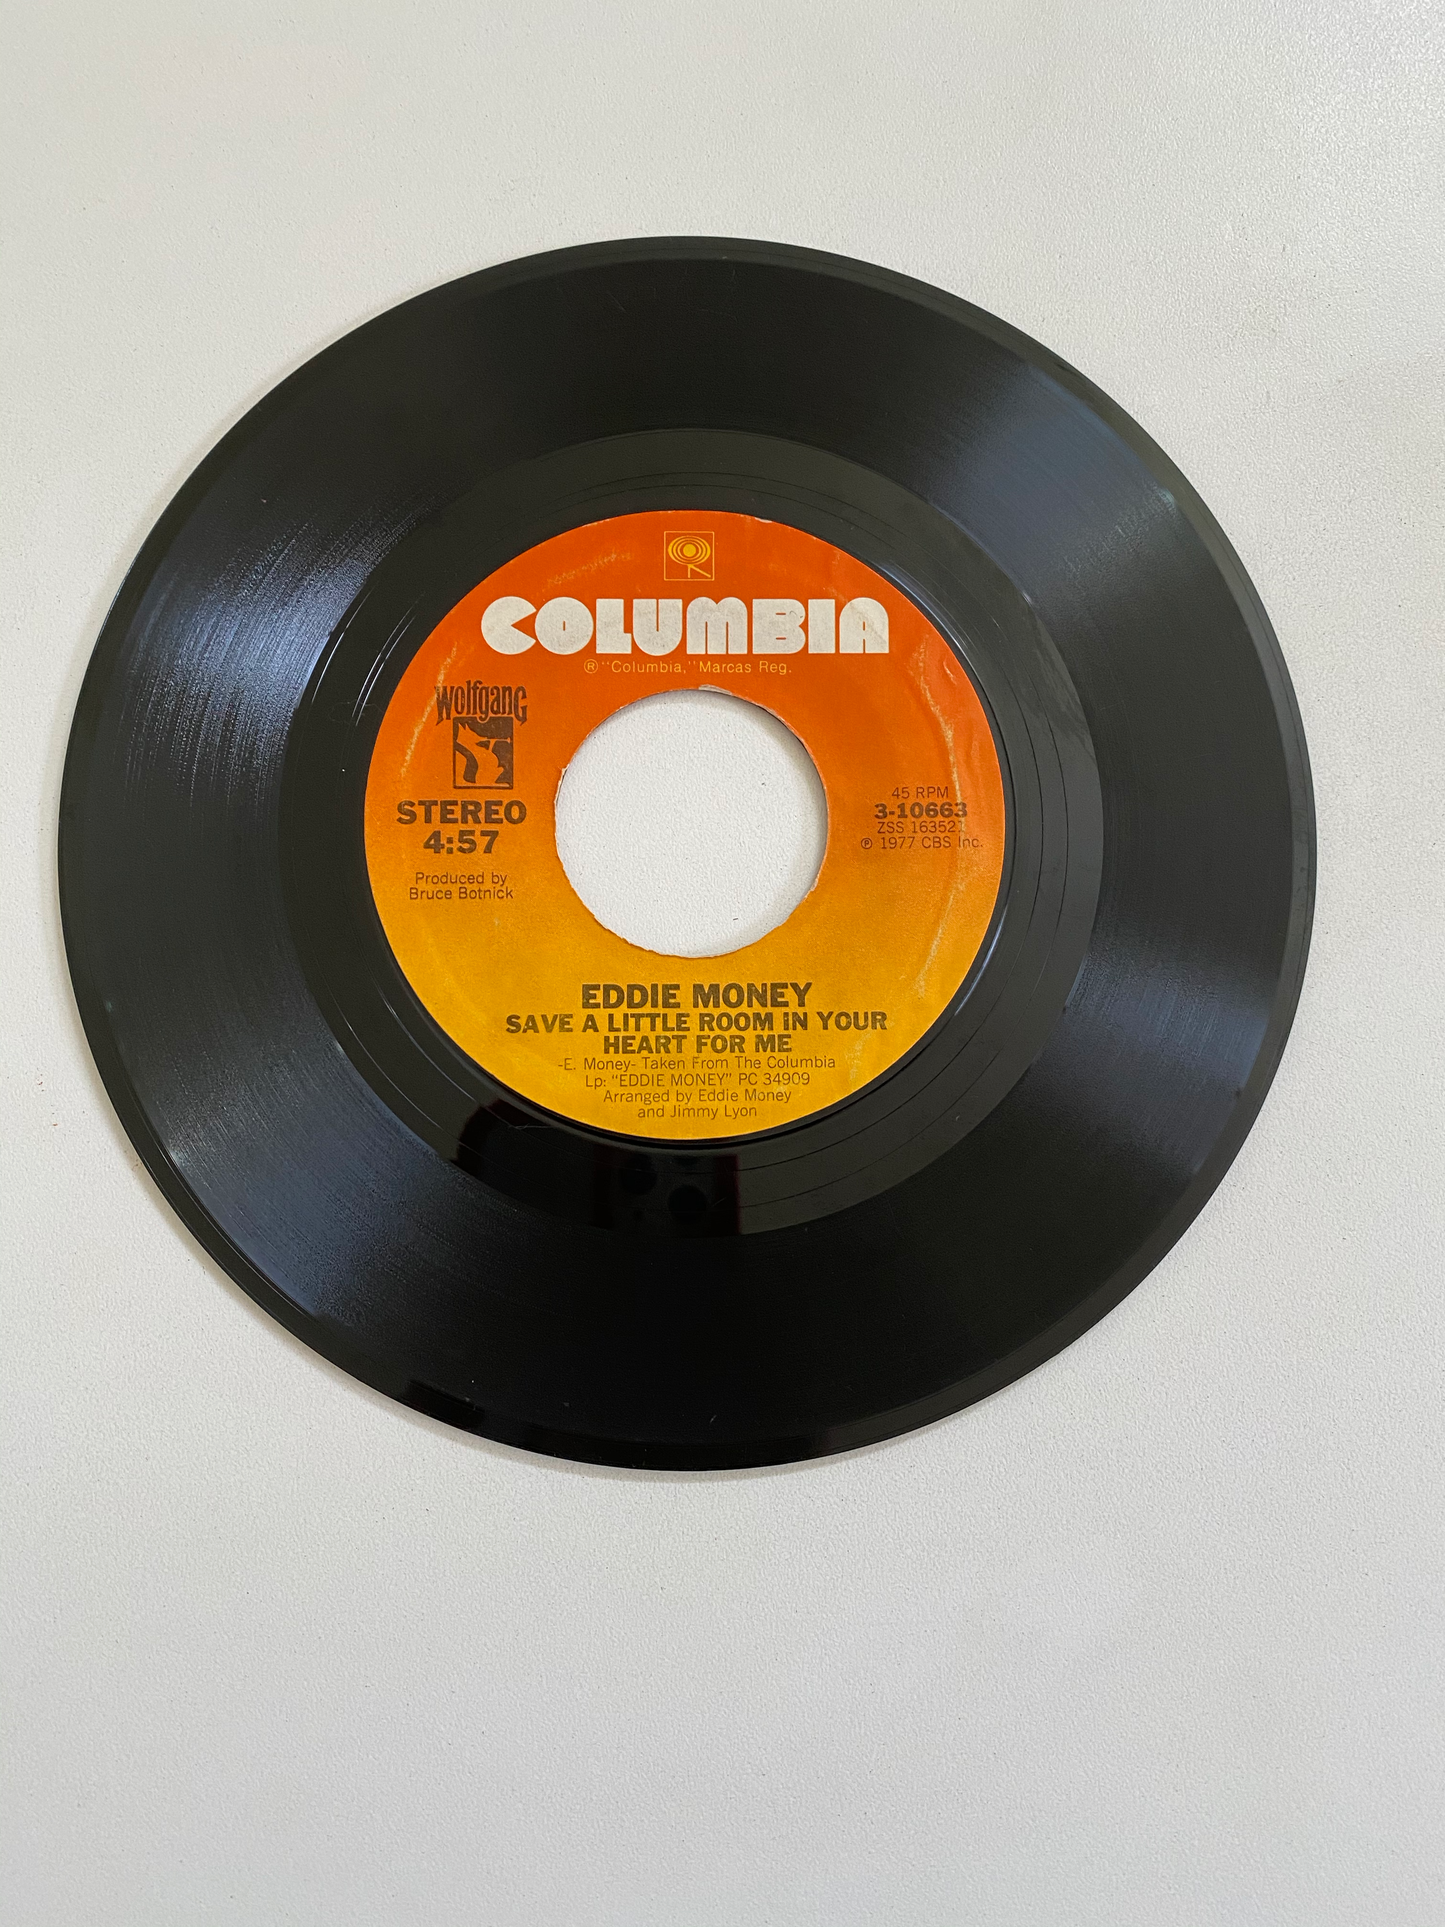 COLUMBIA
® "Columbia," Marcas Reg.
Wolfgang
STEREO
4:57
Produced by
Bruce Botnick
45 RPM
3-10663
ZSS 163521
℗ 1977 CBS Inc.
EDDIE MONEY
SAVE A LITTLE ROOM IN YOUR
HEART FOR ME
-E. Money- Taken From The Columbia
Lp: "EDDIE MONEY" PC 34909
Arranged by Eddie Money
and Jimmy Lyon